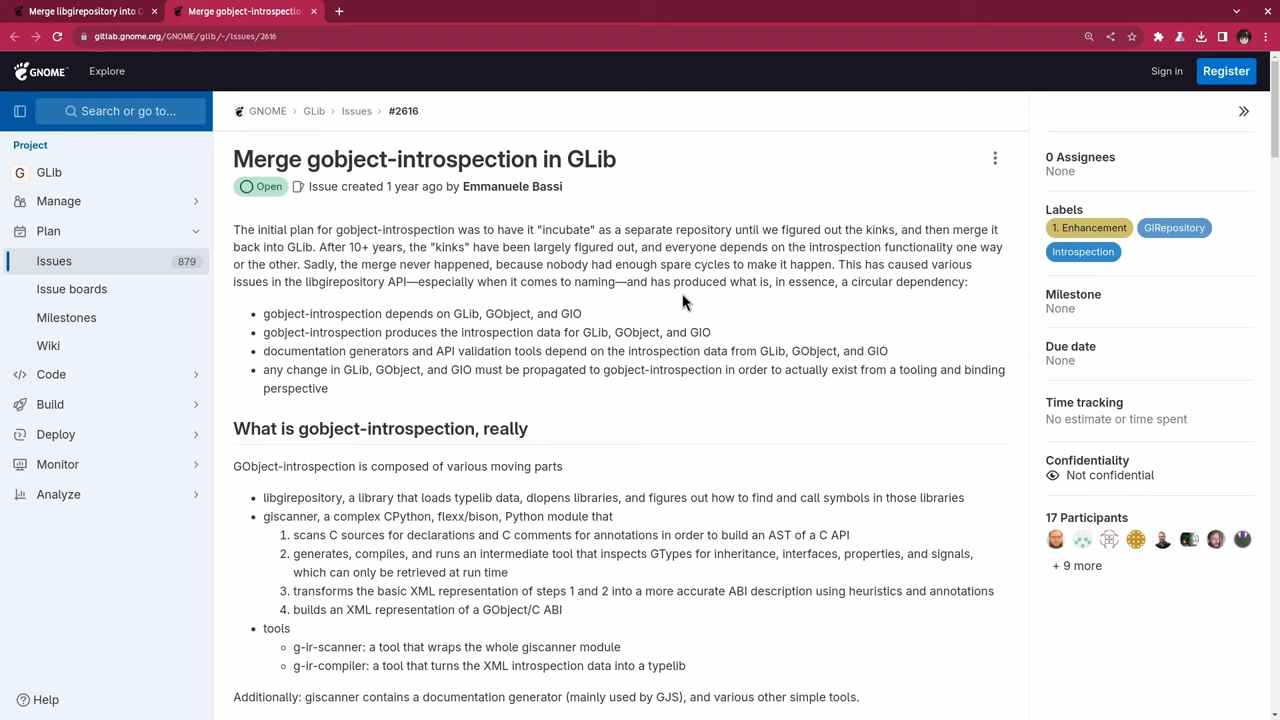 Merge libgirepository into G
Merge gobject-introspectio
gitlab.gnome.org/GNOME/glib/-/issues/2616
GNOME
Explore
Sign in
Register
Search or go to...
Project
G
GLib
Manage
Plan
Issues
879
Issue boards
Milestones
Wiki
Code
Build
Deploy
Monitor
Analyze
Help
GNOME › GLib › Issues › #2616
Merge gobject-introspection in GLib
Open
Issue created 1 year ago by Emmanuele Bassi
The initial plan for gobject-introspection was to have it "incubate" as a separate repository until we figured out the kinks, and then merge it
back into GLib. After 10+ years, the "kinks" have been largely figured out, and everyone depends on the introspection functionality one way
or the other. Sadly, the merge never happened, because nobody had enough spare cycles to make it happen. This has caused various
issues in the libgirepository API—especially when it comes to naming—and has produced what is, in essence, a circular dependency:
• gobject-introspection depends on GLib, GObject, and GIO
• gobject-introspection produces the introspection data for GLib, GObject, and GIO
• documentation generators and API validation tools depend on the introspection data from GLib, GObject, and GIO
• any change in GLib, GObject, and GIO must be propagated to gobject-introspection in order to actually exist from a tooling and binding
perspective
What is gobject-introspection, really
GObject-introspection is composed of various moving parts
• libgirepository, a library that loads typelib data, dlopens libraries, and figures out how to find and call symbols in those libraries
• giscanner, a complex CPython, flexx/bison, Python module that
1. scans C sources for declarations and C comments for annotations in order to build an AST of a C API
2. generates, compiles, and runs an intermediate tool that inspects GTypes for inheritance, interfaces, properties, and signals,
which can only be retrieved at run time
3. transforms the basic XML representation of steps 1 and 2 into a more accurate ABI description using heuristics and annotations
4. builds an XML representation of a GObject/C ABI
• tools
◦ g-ir-scanner: a tool that wraps the whole giscanner module
◦ g-ir-compiler: a tool that turns the XML introspection data into a typelib
Additionally: giscanner contains a documentation generator (mainly used by GJS), and various other simple tools.
0 Assignees
None
Labels
1. Enhancement
GIRepository
Introspection
Milestone
None
Due date
None
Time tracking
No estimate or time spent
Confidentiality
Not confidential
17 Participants
+ 9 more